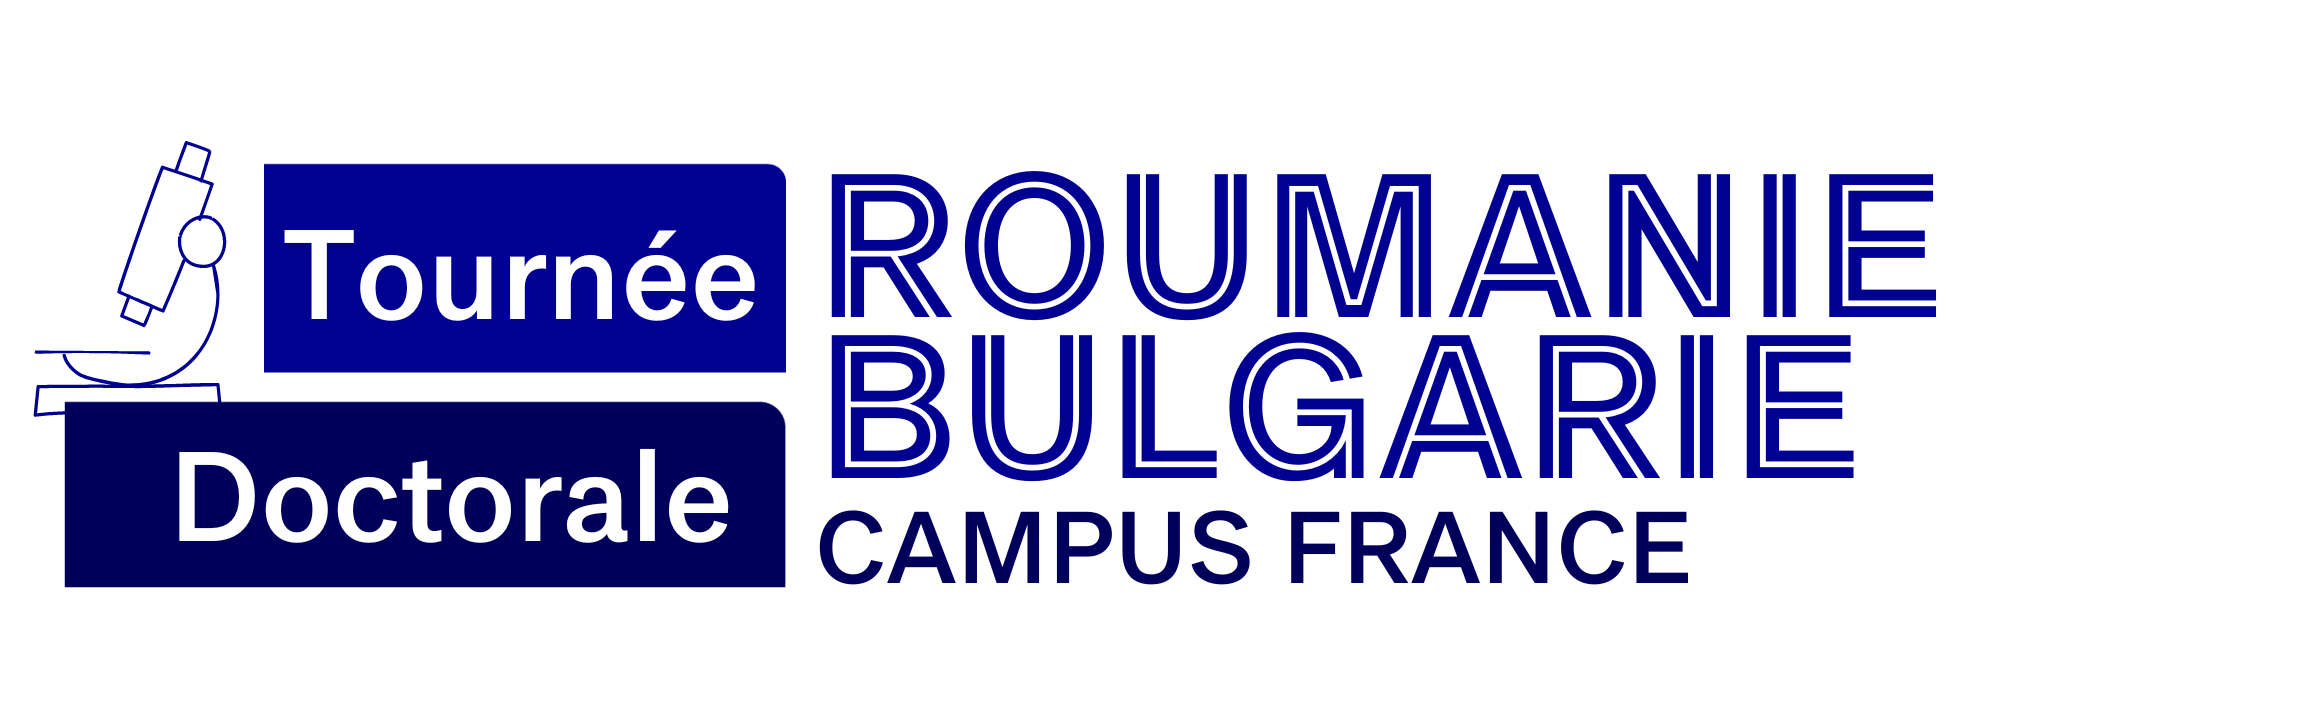 Tournée
Doctorale
ROUMANIE
BULGARIE
CAMPUS FRANCE